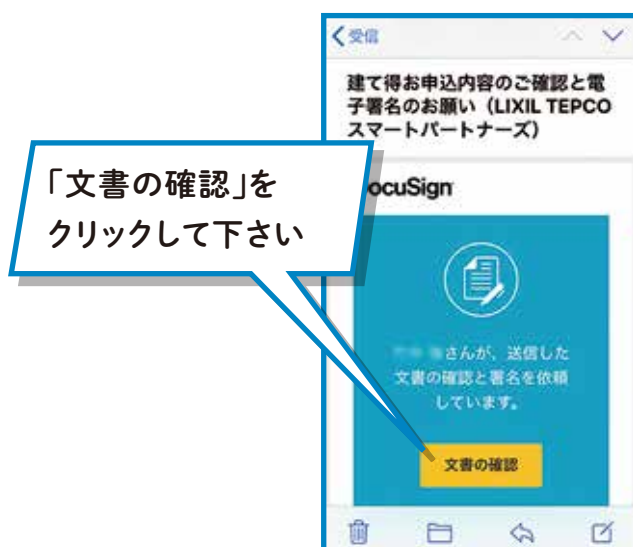 受信
建て得お申込内容のご確認と電
子署名のお願い（LIXIL TEPCO
スマートパートナーズ）
「文書の確認」を
クリックして下さい
ocuSign
さんが、送信した
文書の確認と署名を依頼
しています。
文書の確認